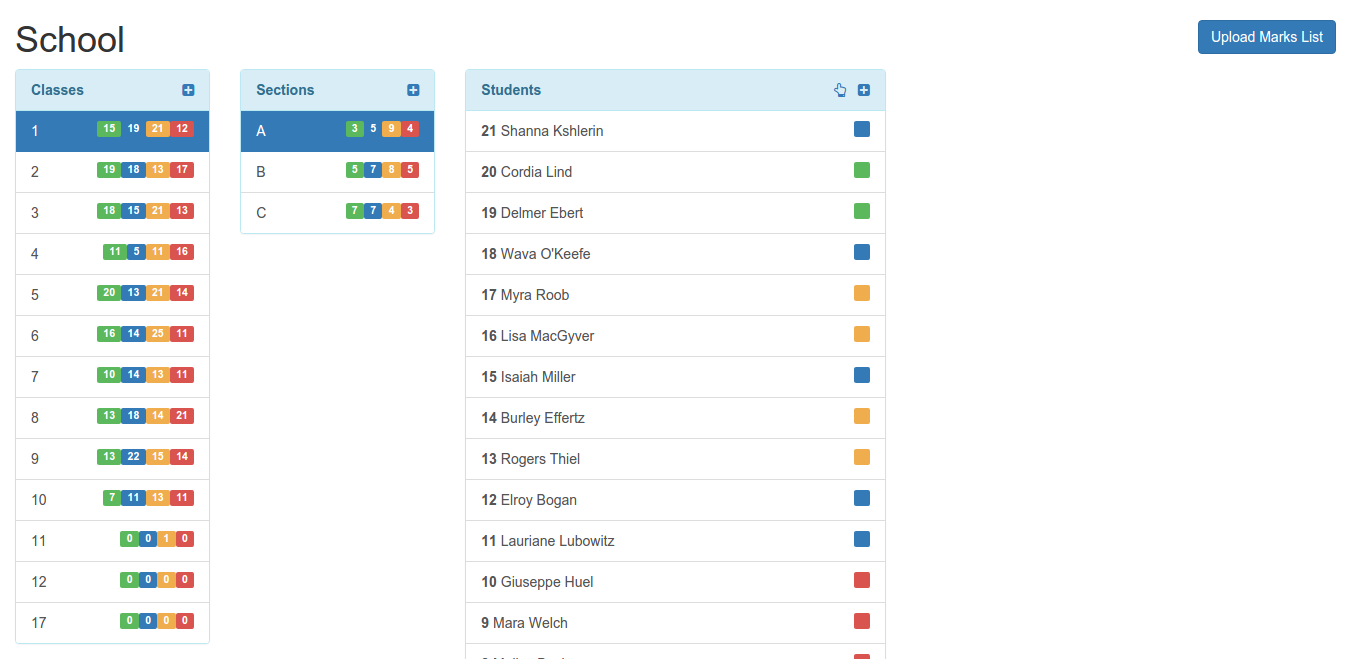 School
Upload Marks List
Classes
1 15 19 21 12
2 19 18 13 17
3 18 15 21 13
4 11 5 11 16
5 20 13 21 14
6 16 14 25 11
7 10 14 13 11
8 13 18 14 21
9 13 22 15 14
10 7 11 13 11
11 0 0 1 0
12 0 0 0 0
17 0 0 0 0
Sections
A 3 5 9 4
B 5 7 8 5
C 7 7 4 3
Students
21 Shanna Kshlerin
20 Cordia Lind
19 Delmer Ebert
18 Wava O'Keefe
17 Myra Roob
16 Lisa MacGyver
15 Isaiah Miller
14 Burley Effertz
13 Rogers Thiel
12 Elroy Bogan
11 Lauriane Lubowitz
10 Giuseppe Huel
9 Mara Welch